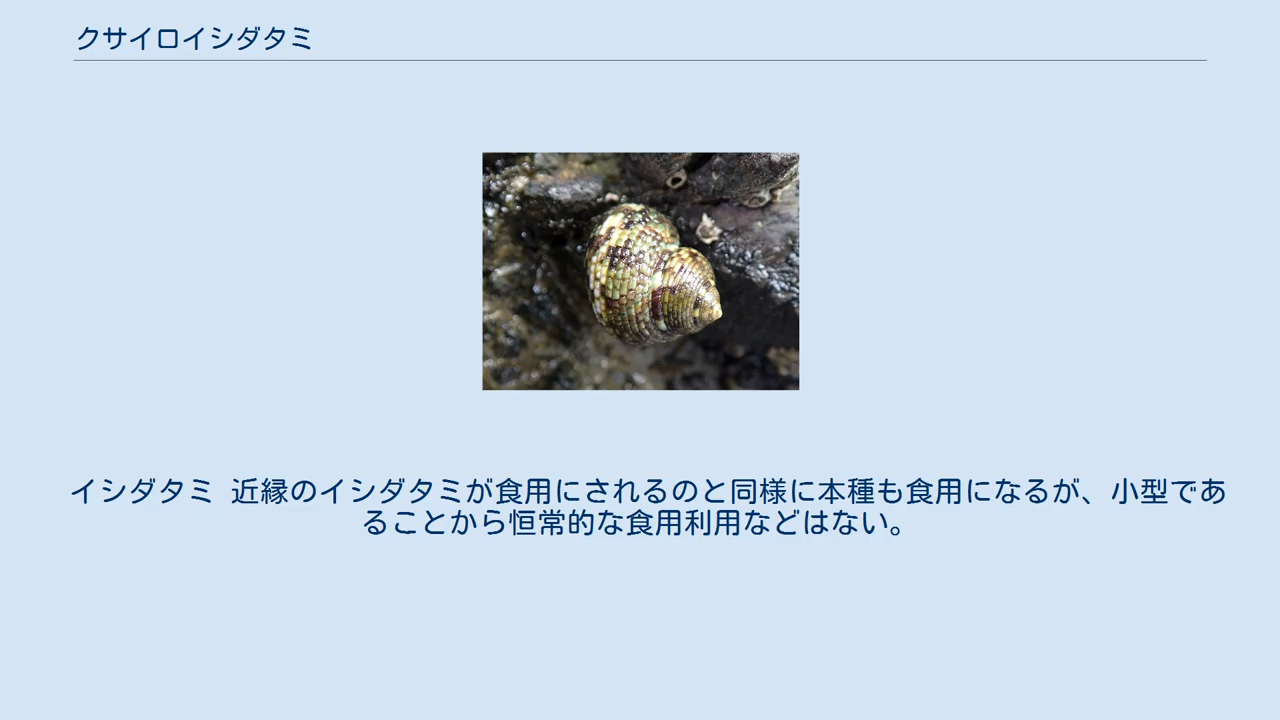 クサイロイシダタミ
イシダタミ 近縁のイシダタミが食用にされるのと同様に本種も食用になるが、小型であ
ることから恒常的な食用利用などはない。